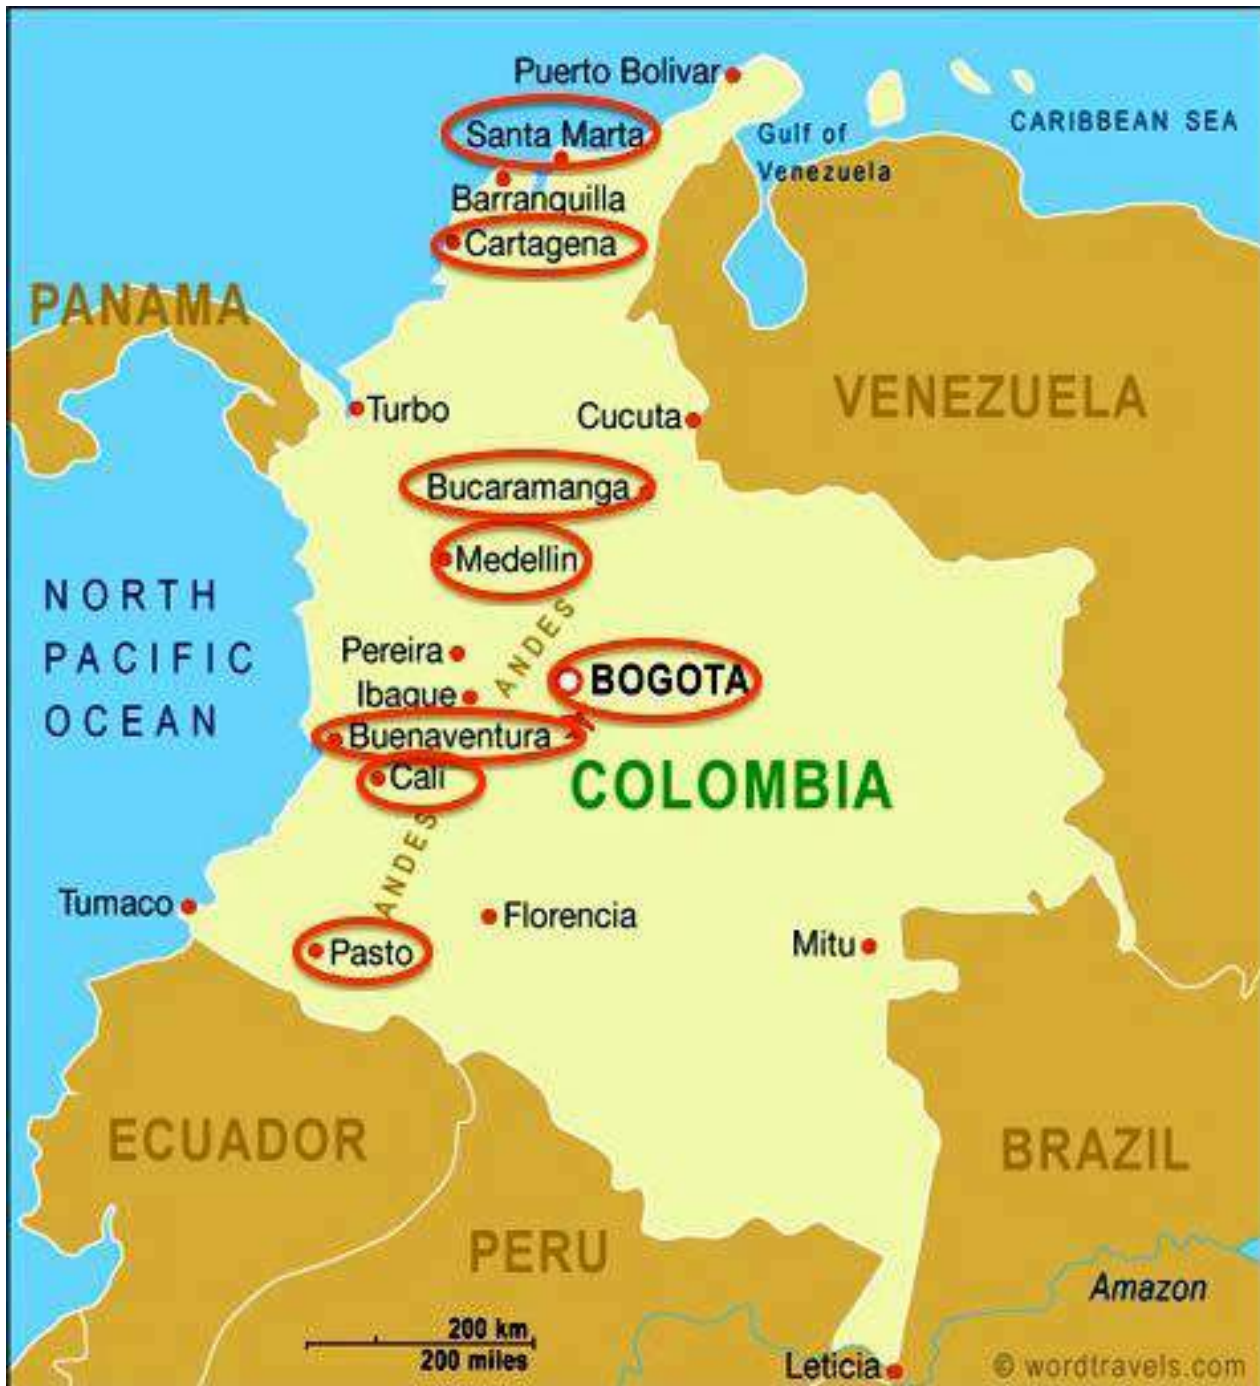 Puerto Bolivar
CARIBBEAN SEA
Santa Marta
Gulf of
Venezuela
Barranquilla
Cartagena
PANAMA
VENEZUELA
Turbo
Cucuta
Bucaramanga
Medellin
NORTH
PACIFIC
OCEAN
ANDES
Pereira
BOGOTA
Ibague
Buenaventura
Cali
COLOMBIA
ANDES
Tumaco
Florencia
Pasto
Mitu
ECUADOR
BRAZIL
PERU
Amazon
200 km
200 miles
Leticia
© wordtravels.com